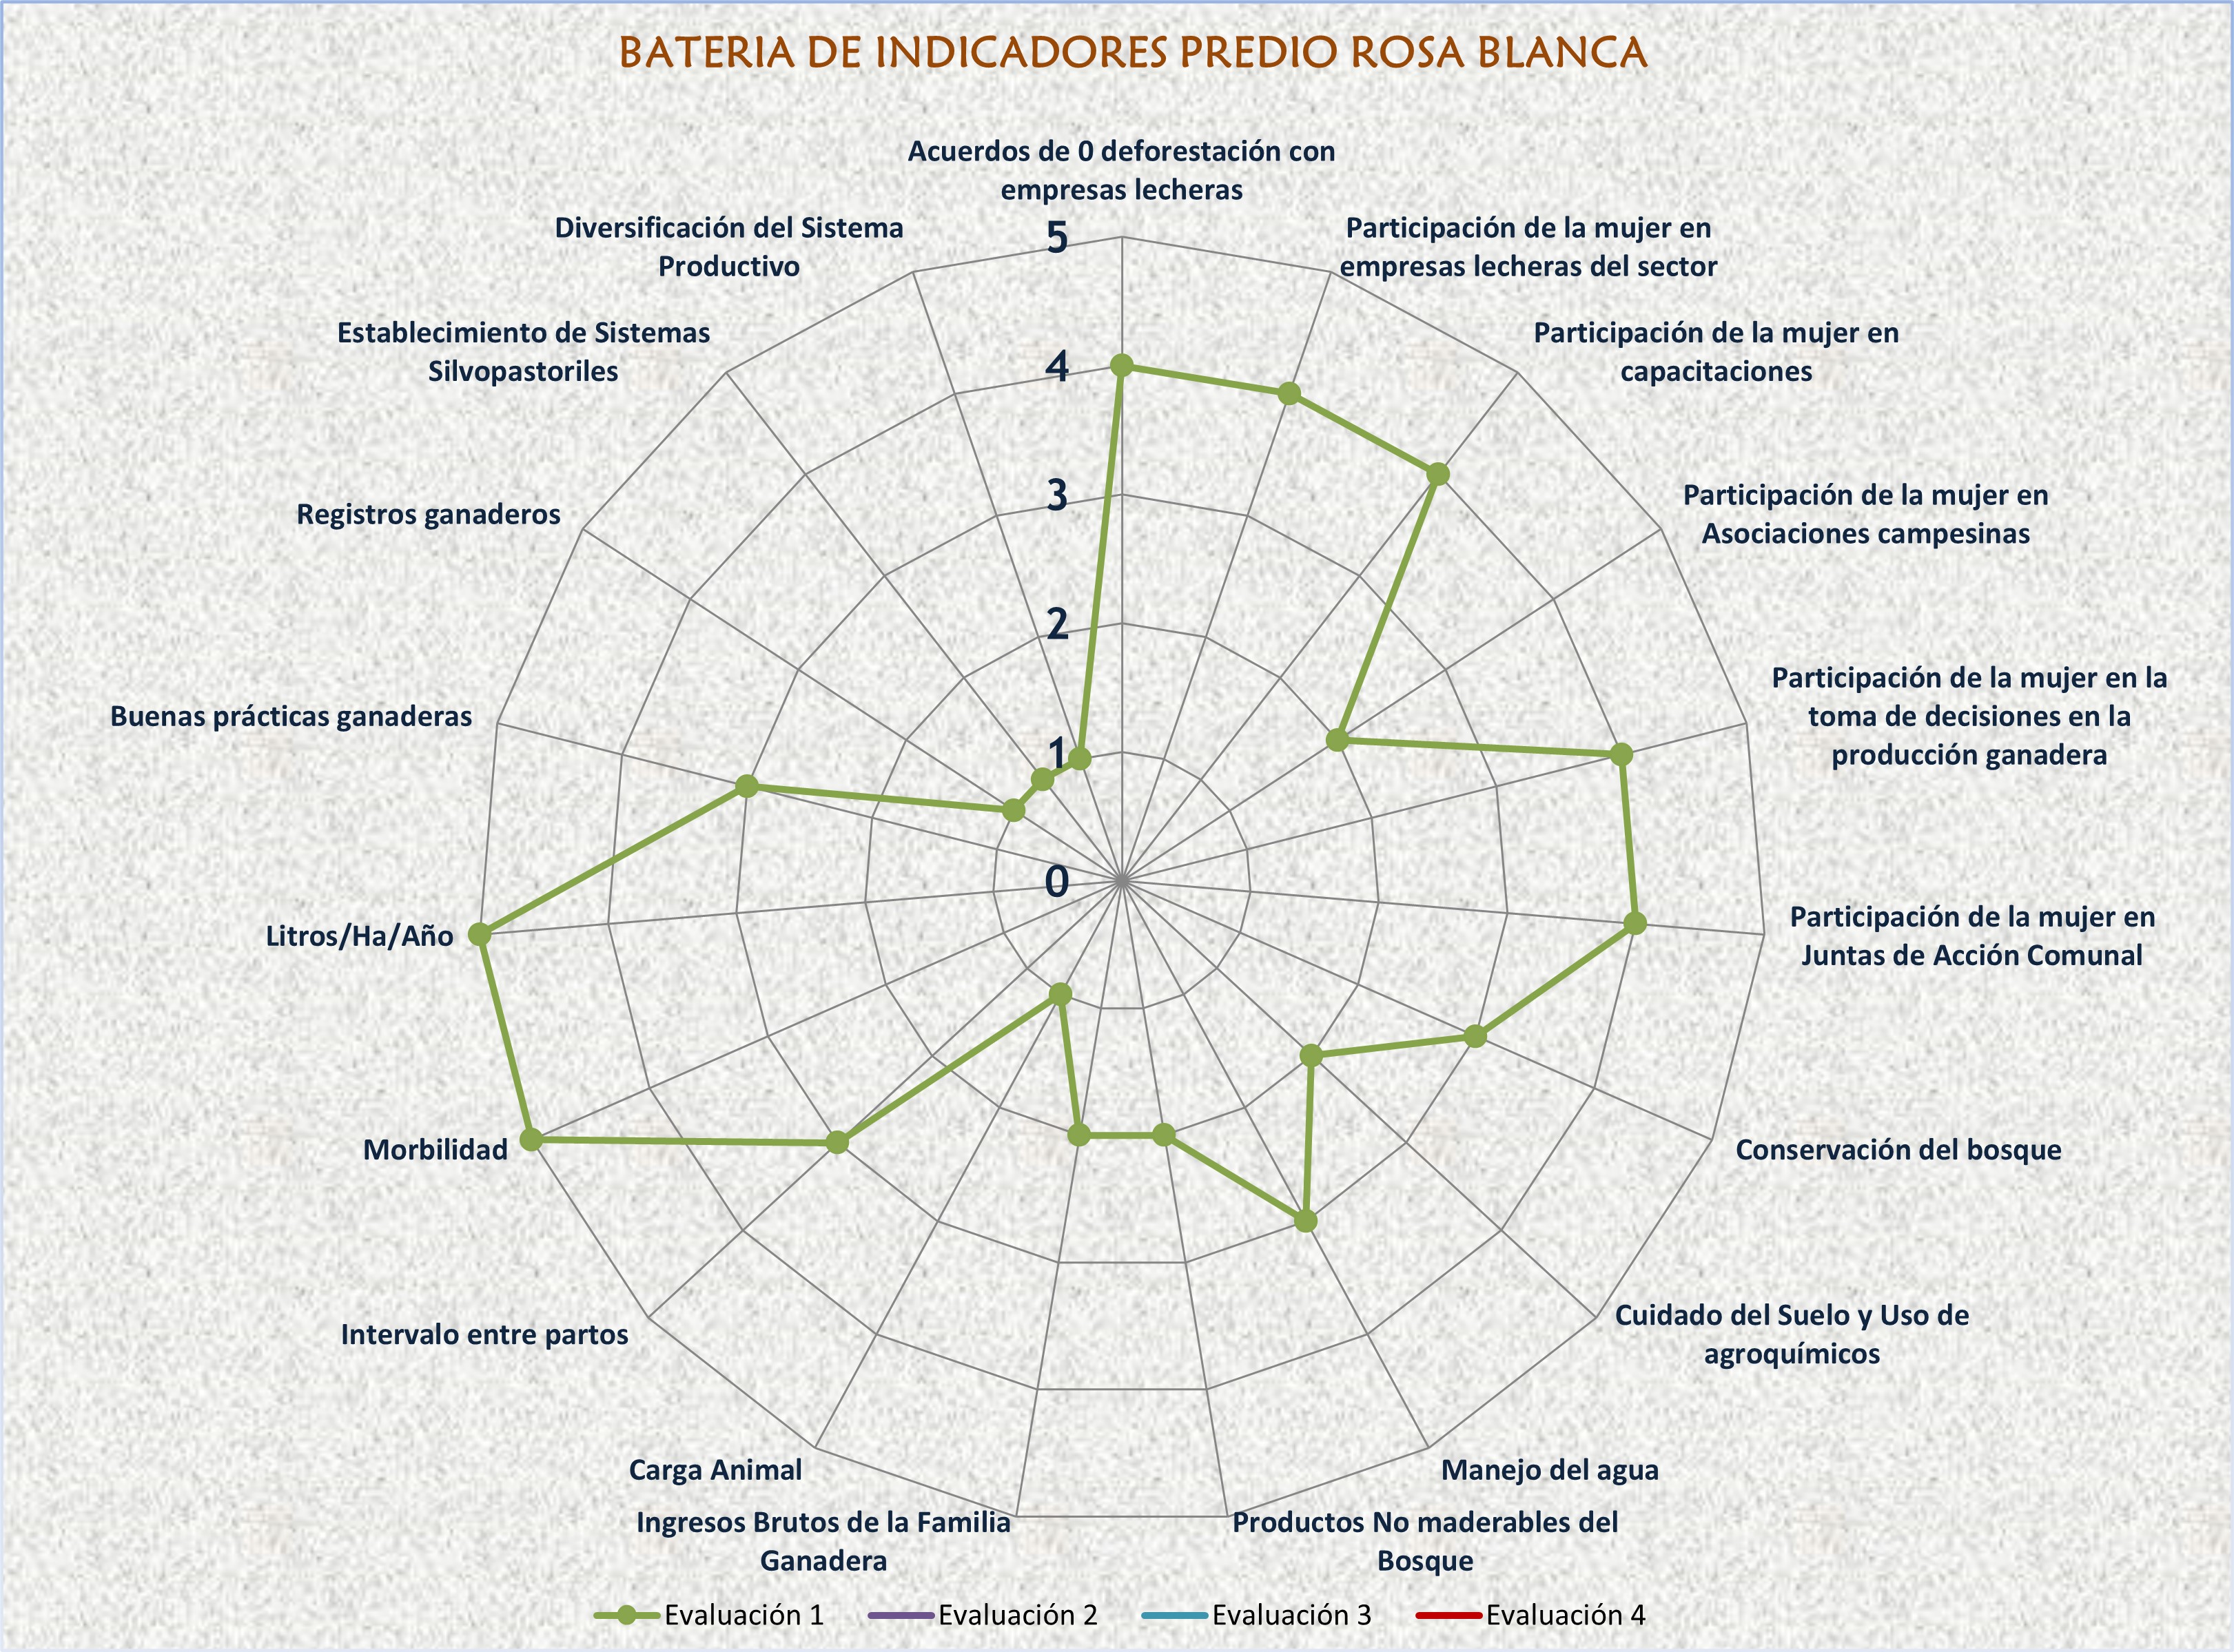 BATERIA DE INDICADORES PREDIO ROSA BLANCA
Acuerdos de 0 deforestación con
empresas lecheras
Participación de la mujer en
empresas lecheras del sector
Participación de la mujer en
capacitaciones
Participación de la mujer en
Asociaciones campesinas
Participación de la mujer en la
toma de decisiones en la
producción ganadera
Participación de la mujer en
Juntas de Acción Comunal
Conservación del bosque
Cuidado del Suelo y Uso de
agroquímicos
Manejo del agua
Productos No maderables del
Bosque
Ingresos Brutos de la Familia
Ganadera
Carga Animal
Intervalo entre partos
Morbilidad
Litros/Ha/Año
Buenas prácticas ganaderas
Registros ganaderos
Establecimiento de Sistemas
Silvopastoriles
Diversificación del Sistema
Productivo
5
4
3
2
1
0
Evaluación 1
Evaluación 2
Evaluación 3
Evaluación 4